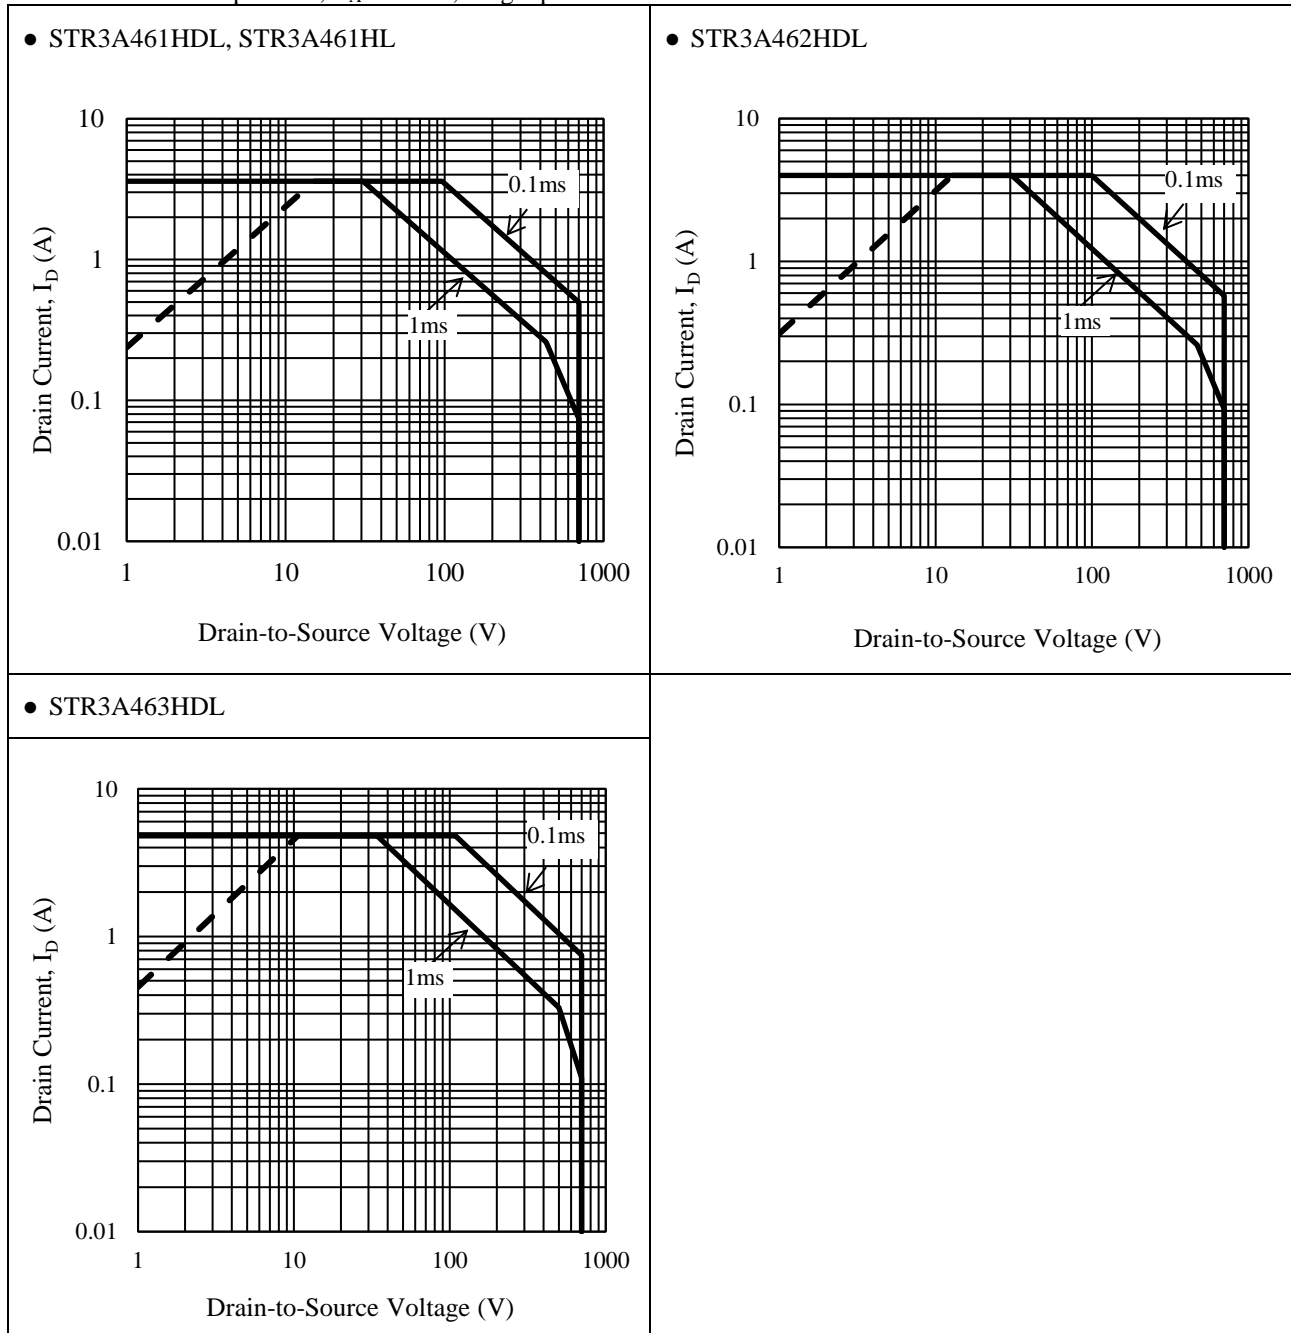 ● STR3A461HDL, STR3A461HL
10
1
0.1
0.01
1 10 100 1000
Drain Current, I_D (A)
Drain-to-Source Voltage (V)
0.1ms
1ms
● STR3A462HDL
10
1
0.1
0.01
1 10 100 1000
Drain Current, I_D (A)
Drain-to-Source Voltage (V)
0.1ms
1ms
● STR3A463HDL
10
1
0.1
0.01
1 10 100 1000
Drain Current, I_D (A)
Drain-to-Source Voltage (V)
0.1ms
1ms